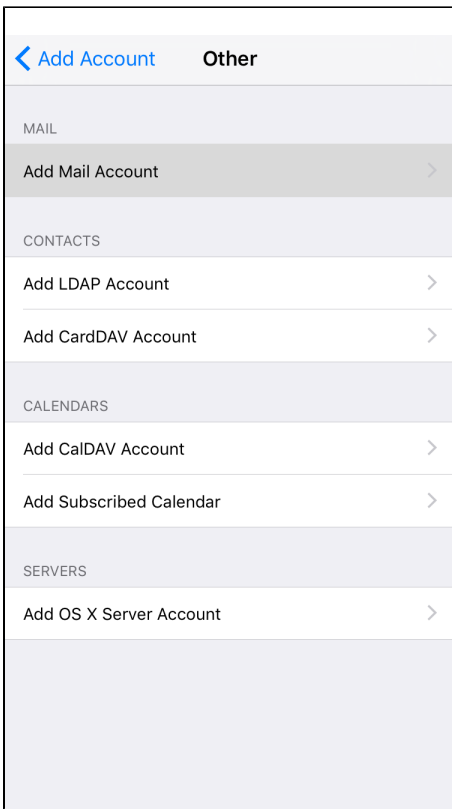 Add Account Other
MAIL
Add Mail Account
CONTACTS
Add LDAP Account
Add CardDAV Account
CALENDARS
Add CalDAV Account
Add Subscribed Calendar
SERVERS
Add OS X Server Account